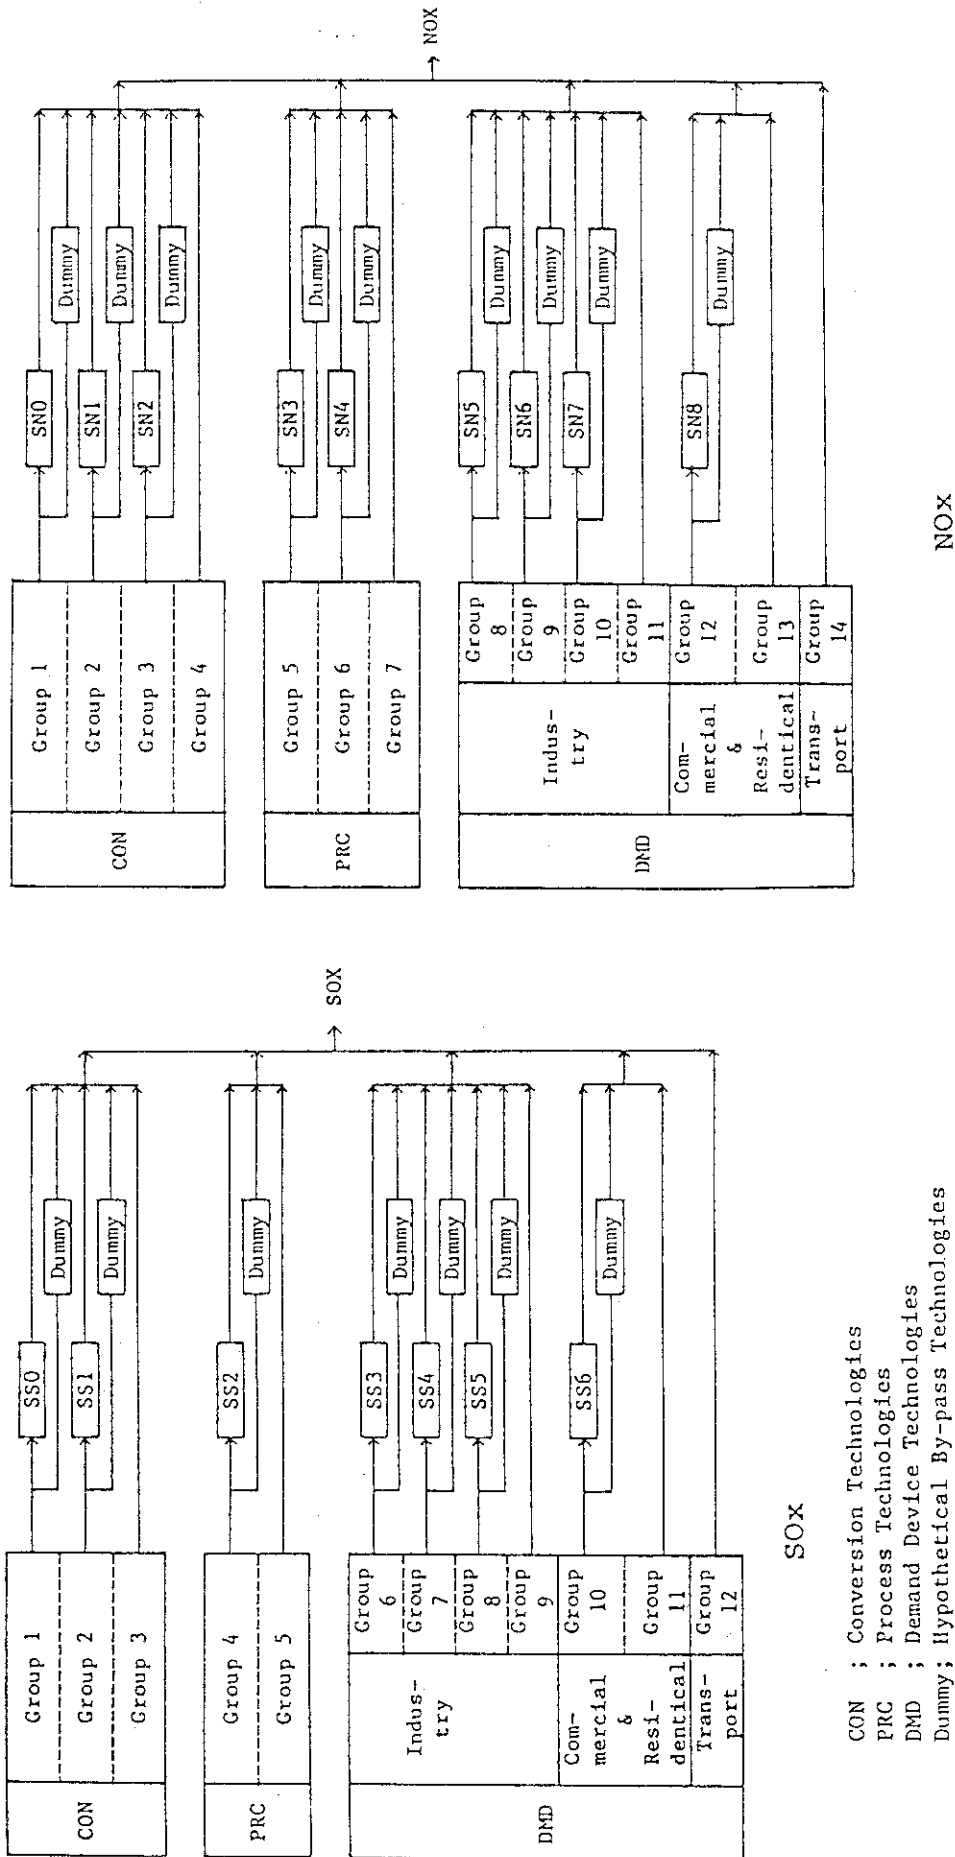 CON
Group 1
Group 2
Group 3
PRC
Group 4
Group 5
DMD
Indus-
try
Group
6
Group
7
Group
8
Group
9
Com-
mercial
&
Resi-
dentical
Group
10
Group
11
Trans-
port
Group
12
SS0
Dummy
SS1
Dummy
SS2
Dummy
SS3
Dummy
SS4
Dummy
SS5
Dummy
SS6
Dummy
SOX
SOx
CON ; Conversion Technologies
PRC ; Process Technologies
DMD ; Demand Device Technologies
Dummy; Hypothetical By-pass Technologies
CON
Group 1
Group 2
Group 3
Group 4
PRC
Group 5
Group 6
Group 7
DMD
Indus-
try
Group
8
Group
9
Group
10
Group
11
Com-
mercial
&
Resi-
dentical
Group
12
Group
13
Trans-
port
Group
14
SN0
Dummy
SN1
Dummy
SN2
Dummy
SN3
Dummy
SN4
Dummy
SN5
Dummy
SN6
Dummy
SN7
Dummy
SN8
Dummy
NOX
NOx